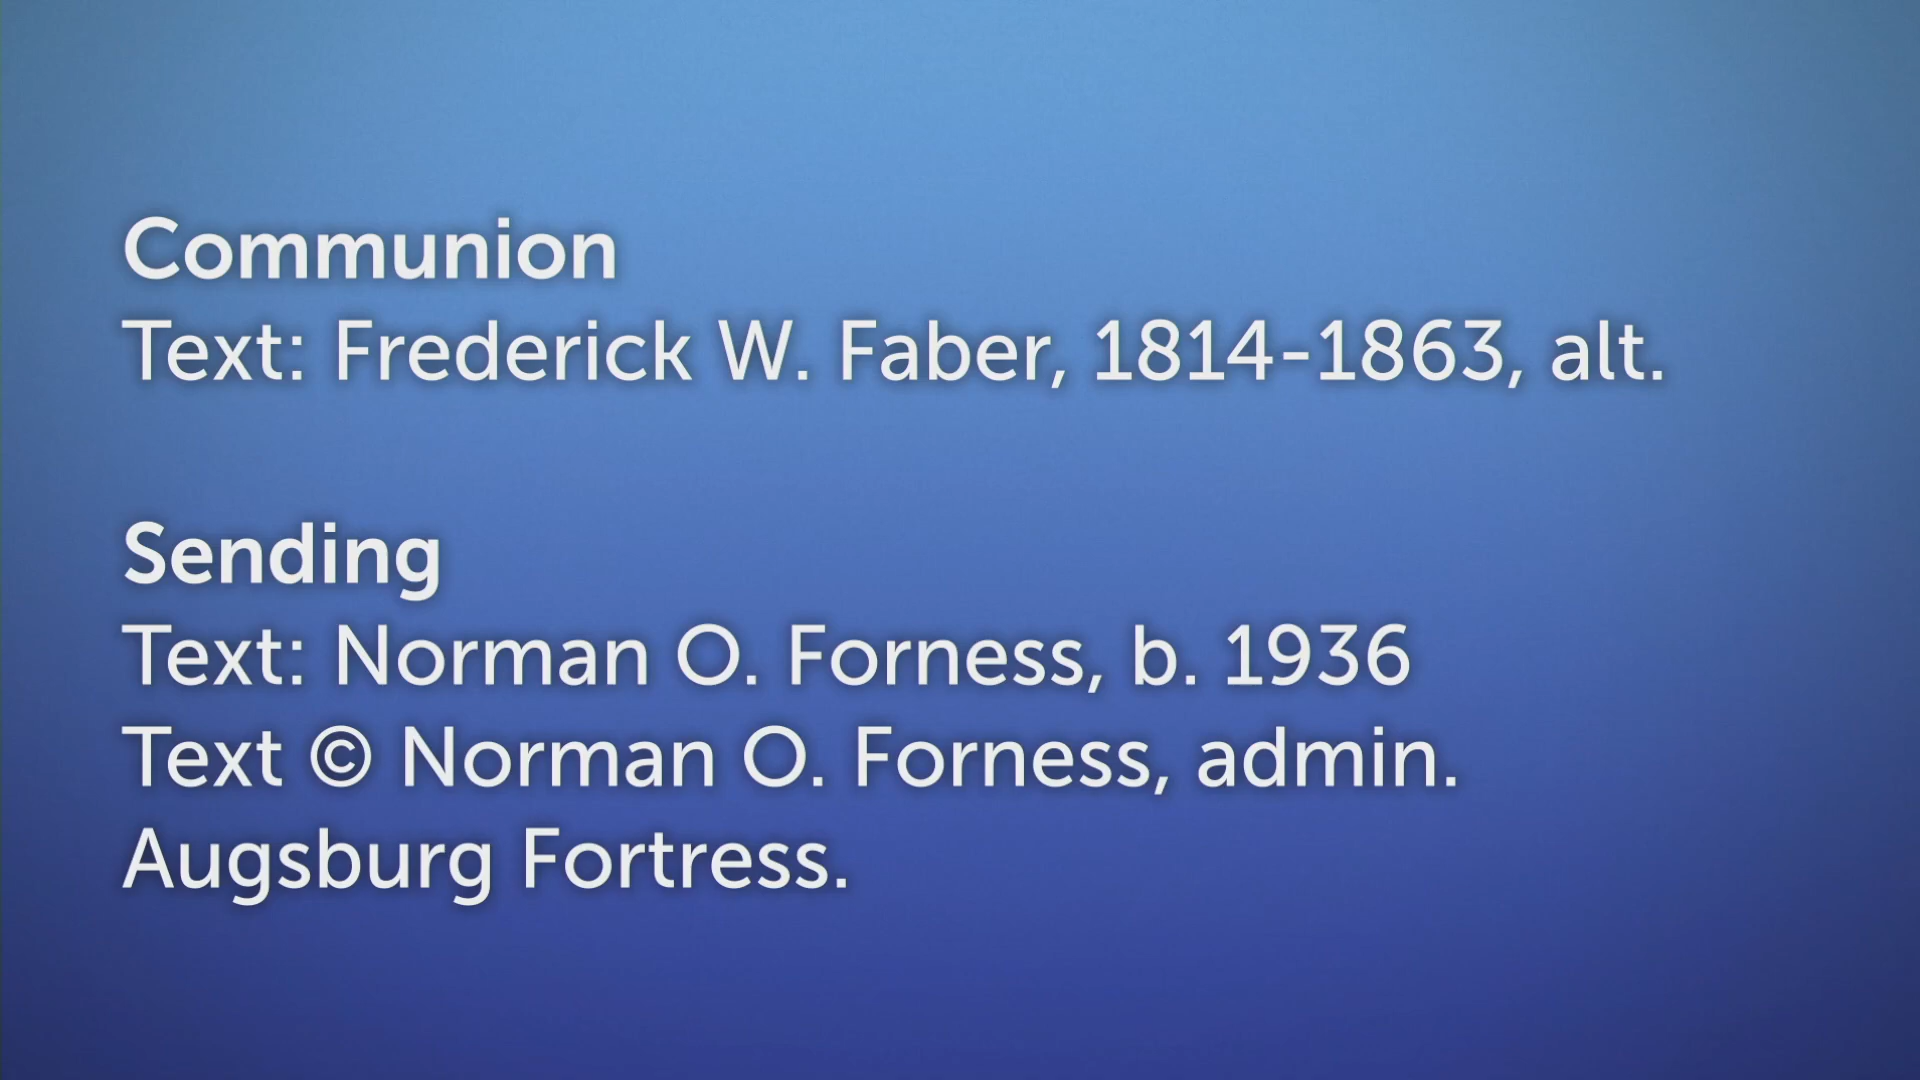 Communion
Text: Frederick W. Faber, 1814-1863, alt.
Sending
Text: Norman O. Forness, b. 1936
Text © Norman O. Forness, admin.
Augsburg Fortress.